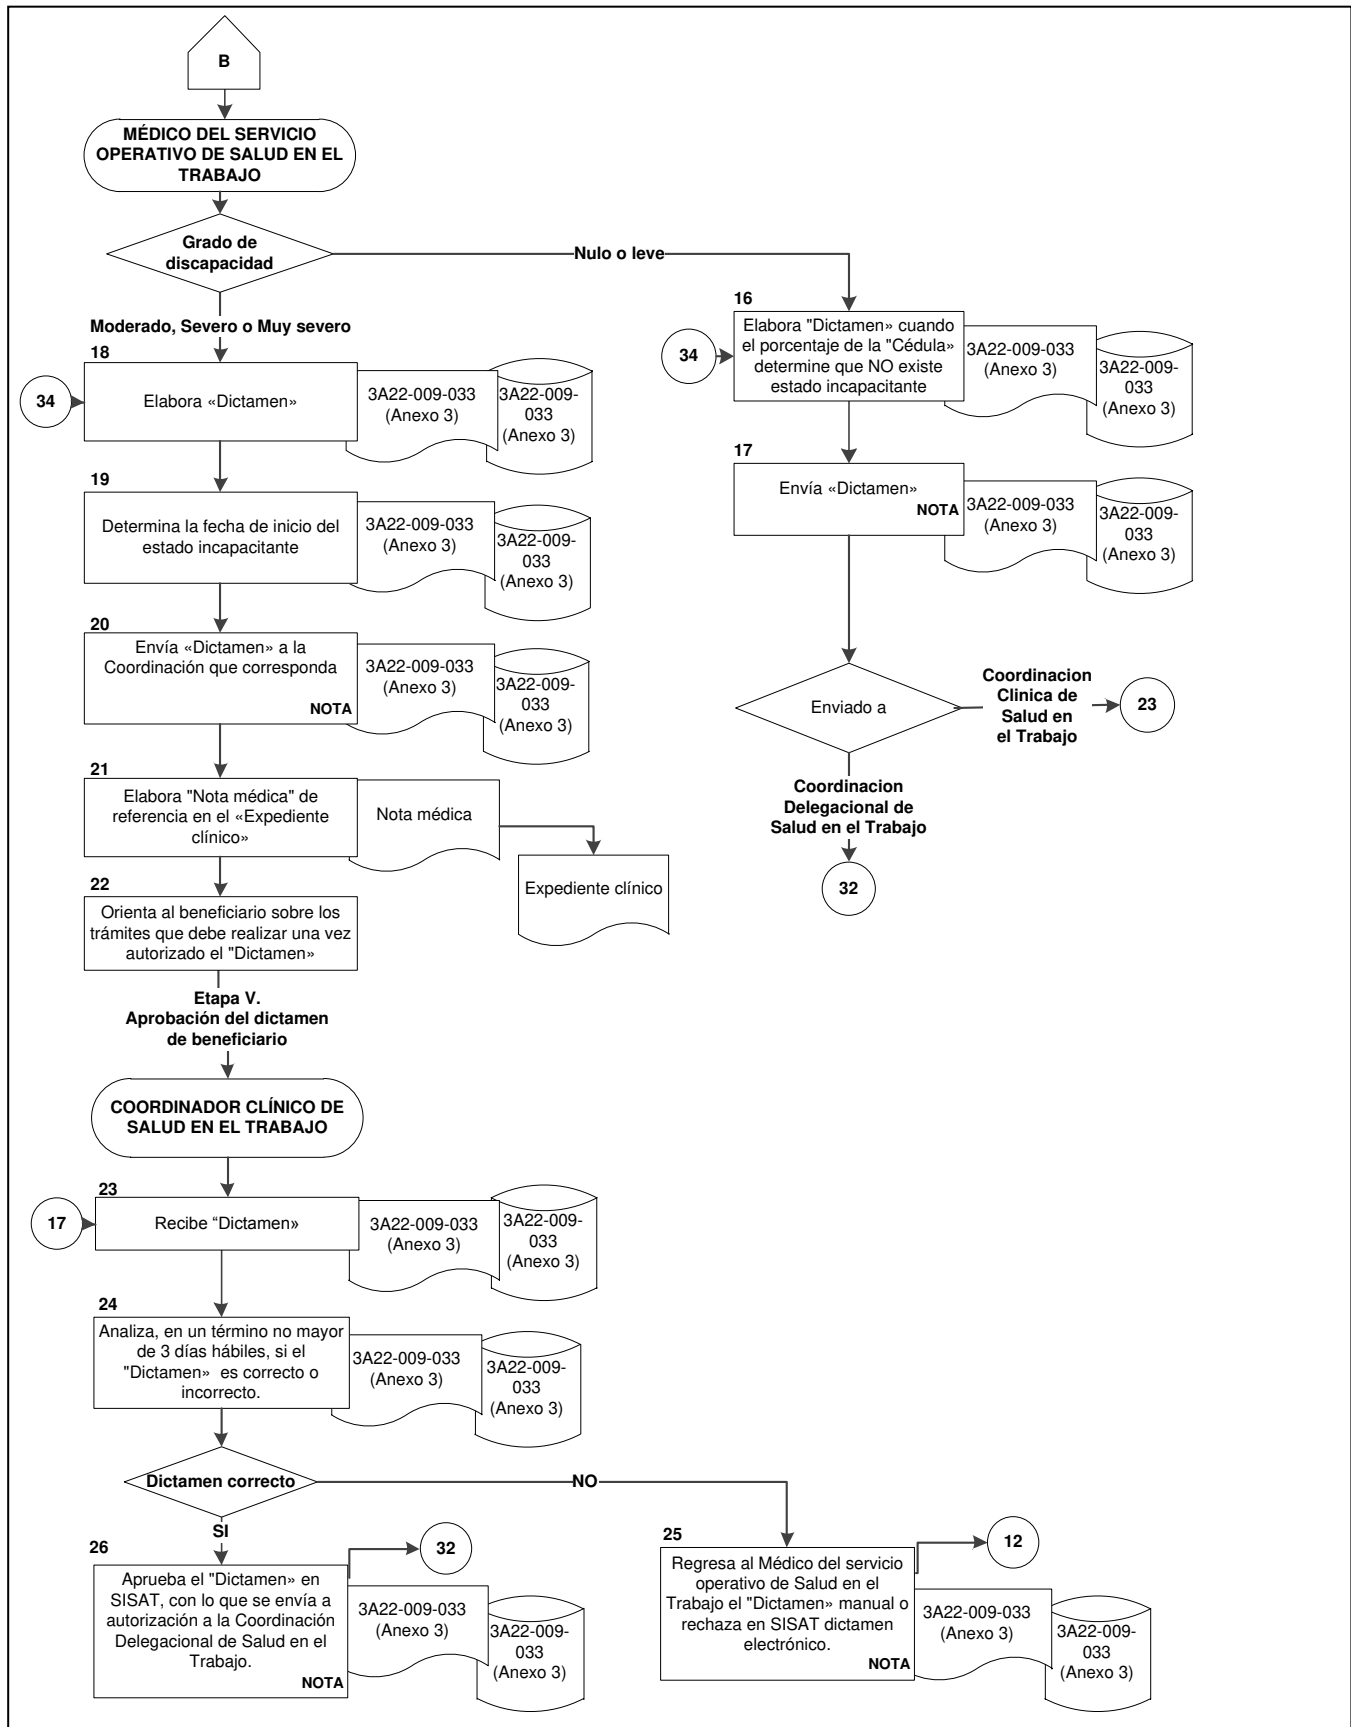 B
MÉDICO DEL SERVICIO
OPERATIVO DE SALUD EN EL
TRABAJO
Grado de
discapacidad
Nulo o leve
Moderado, Severo o Muy severo
16
Elabora "Dictamen» cuando
el porcentaje de la "Cédula»
determine que NO existe
estado incapacitante
34
3A22-009-033
(Anexo 3)
3A22-009-
033
(Anexo 3)
17
Envía «Dictamen»
NOTA
3A22-009-033
(Anexo 3)
3A22-009-
033
(Anexo 3)
Enviado a
Coordinacion
Clinica de
Salud en
el Trabajo
23
Coordinacion
Delegacional de
Salud en el Trabajo
32
18
34
Elabora «Dictamen»
3A22-009-033
(Anexo 3)
3A22-009-
033
(Anexo 3)
19
Determina la fecha de inicio del
estado incapacitante
3A22-009-033
(Anexo 3)
3A22-009-
033
(Anexo 3)
20
Envía «Dictamen» a la
Coordinación que corresponda
NOTA
3A22-009-033
(Anexo 3)
3A22-009-
033
(Anexo 3)
21
Elabora "Nota médica" de
referencia en el «Expediente
clínico»
Nota médica
Expediente clínico
22
Orienta al beneficiario sobre los
trámites que debe realizar una vez
autorizado el "Dictamen»
Etapa V.
Aprobación del dictamen
de beneficiario
COORDINADOR CLÍNICO DE
SALUD EN EL TRABAJO
23
17
Recibe “Dictamen»
3A22-009-033
(Anexo 3)
3A22-009-
033
(Anexo 3)
24
Analiza, en un término no mayor
de 3 días hábiles, si el
"Dictamen» es correcto o
incorrecto.
3A22-009-033
(Anexo 3)
3A22-009-
033
(Anexo 3)
Dictamen correcto
NO
SI
26
32
Aprueba el "Dictamen» en
SISAT, con lo que se envía a
autorización a la Coordinación
Delegacional de Salud en el
Trabajo.
NOTA
3A22-009-033
(Anexo 3)
3A22-009-
033
(Anexo 3)
25
12
Regresa al Médico del servicio
operativo de Salud en el
Trabajo el "Dictamen» manual o
rechaza en SISAT dictamen
electrónico.
NOTA
3A22-009-033
(Anexo 3)
3A22-009-
033
(Anexo 3)